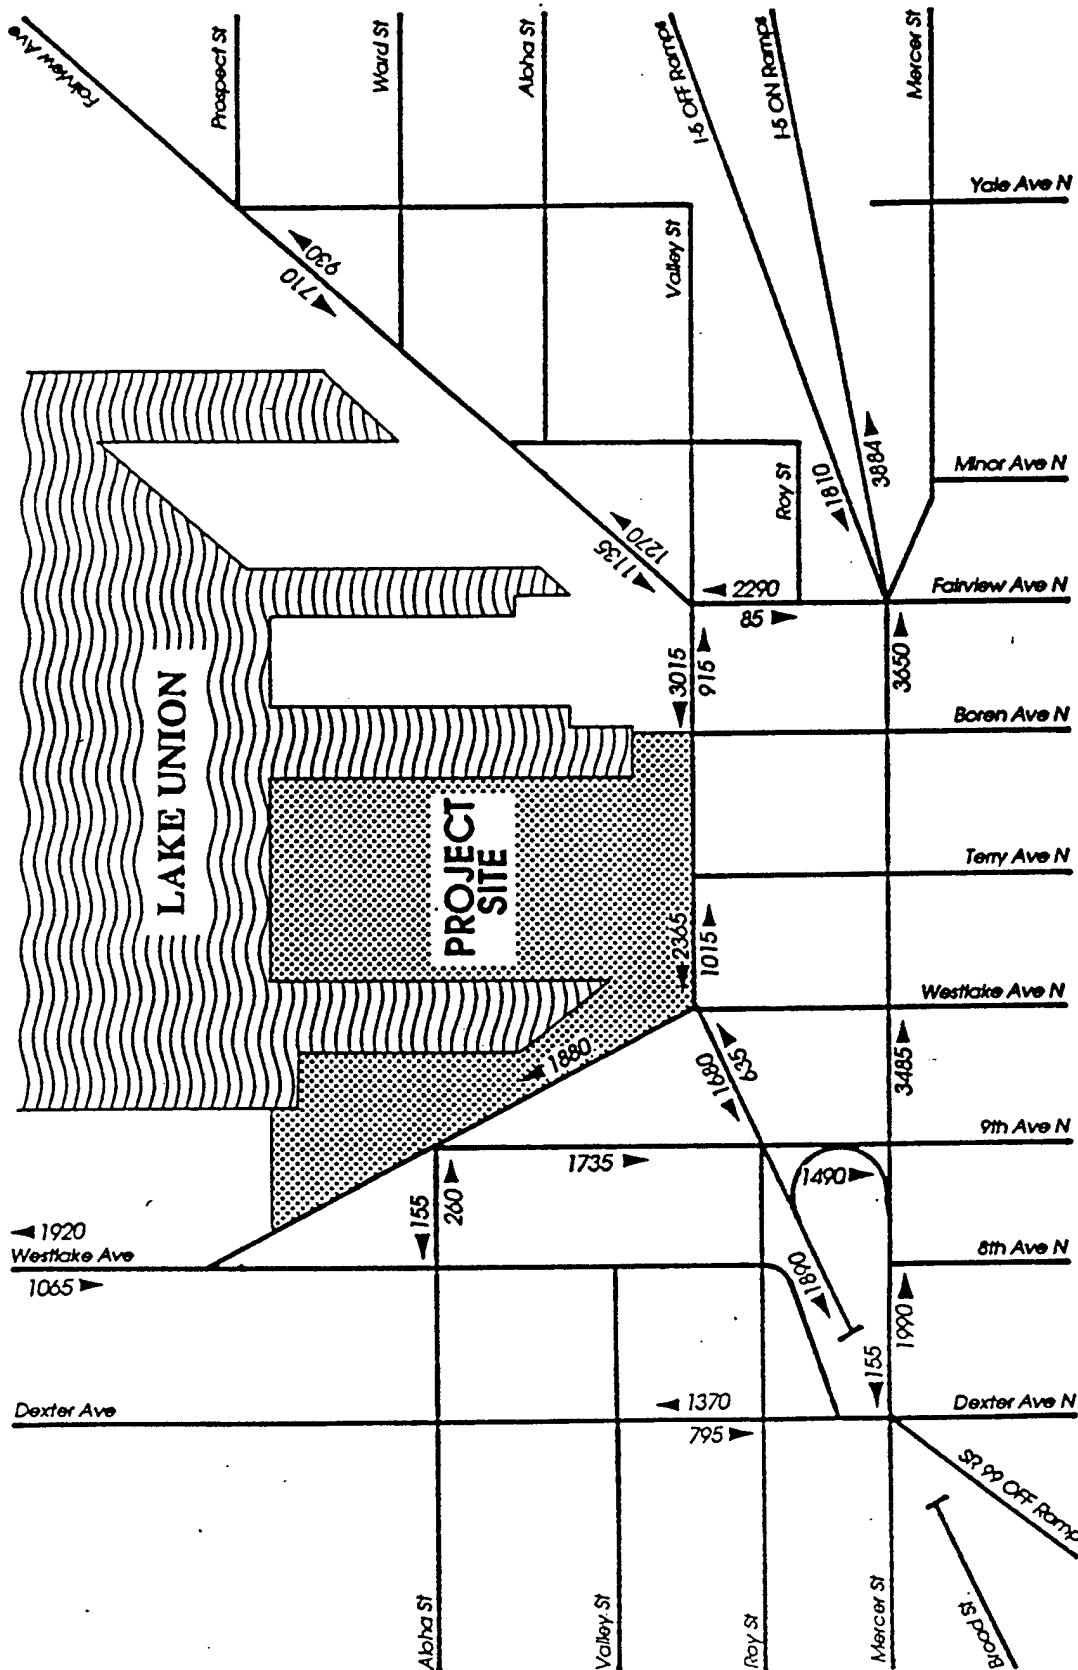 Fairview Ave
Prospect St
Ward St
Aloha St
I-5 OFF Ramps
I-5 ON Ramps
Mercer St
Yale Ave N
Valley St
930
1710
1810
3884
Minor Ave N
Roy St
1270
1135
2290
85
Fairview Ave N
3015
915
3650
Boren Ave N
LAKE UNION
PROJECT
SITE
Terry Ave N
2365
1015
Westlake Ave N
1880
1680
635
3485
9th Ave N
1735
1490
155
260
1920
Westlake Ave
1065
8th Ave N
1890
1990
155
Dexter Ave
1370
795
Dexter Ave N
SR 99 OFF Ramp
Aloha St
Valley St
Roy St
Mercer St
Broad St